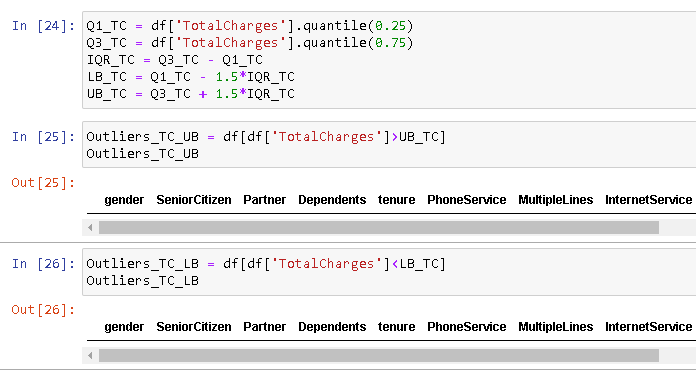 In [24]: Q1_TC = df['TotalCharges'].quantile(0.25)
Q3_TC = df['TotalCharges'].quantile(0.75)
IQR_TC = Q3_TC - Q1_TC
LB_TC = Q1_TC - 1.5*IQR_TC
UB_TC = Q3_TC + 1.5*IQR_TC
In [25]: Outliers_TC_UB = df[df['TotalCharges']>UB_TC]
Outliers_TC_UB
Out[25]:
gender SeniorCitizen Partner Dependents tenure PhoneService MultipleLines InternetService
In [26]: Outliers_TC_LB = df[df['TotalCharges']<LB_TC]
Outliers_TC_LB
Out[26]:
gender SeniorCitizen Partner Dependents tenure PhoneService MultipleLines InternetService